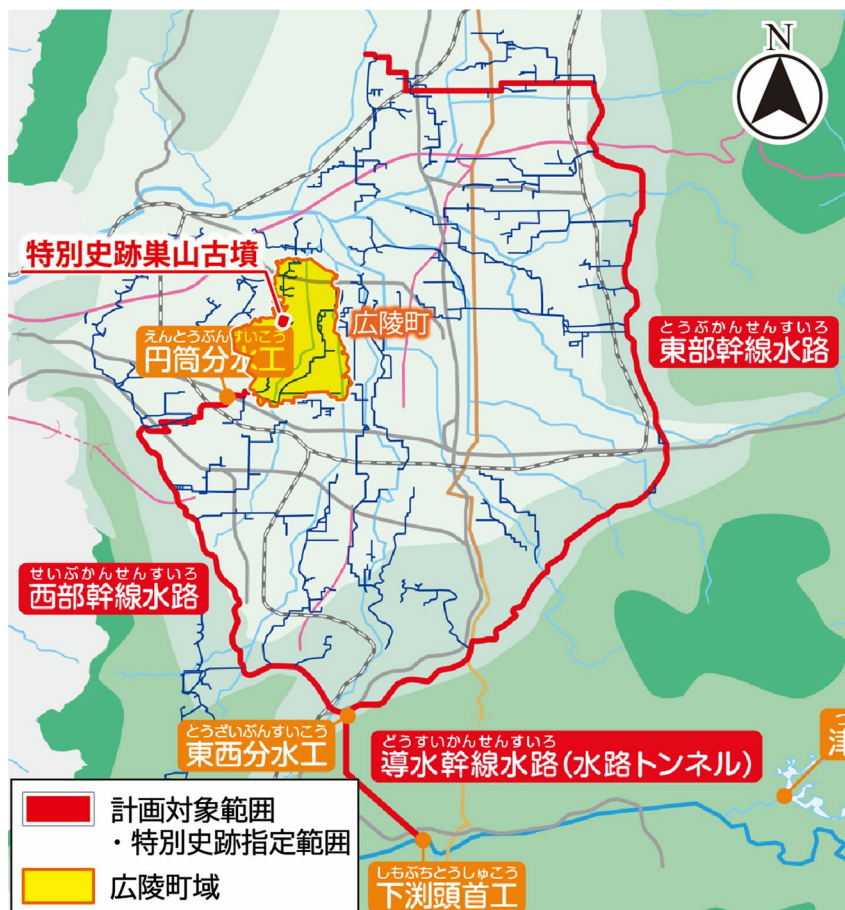 N
特別史跡巣山古墳
広陵町
えんとうぶんすいこう
円筒分水工
とうぶかんせんすいろ
東部幹線水路
せいぶかんせんすいろ
西部幹線水路
とうざいぶんすいこう
東西分水工
どうすいかんせんすいろ
導水幹線水路(水路トンネル)
つ
津
しもぶちとうしゅこう
下渕頭首工
計画対象範囲
・特別史跡指定範囲
広陵町域